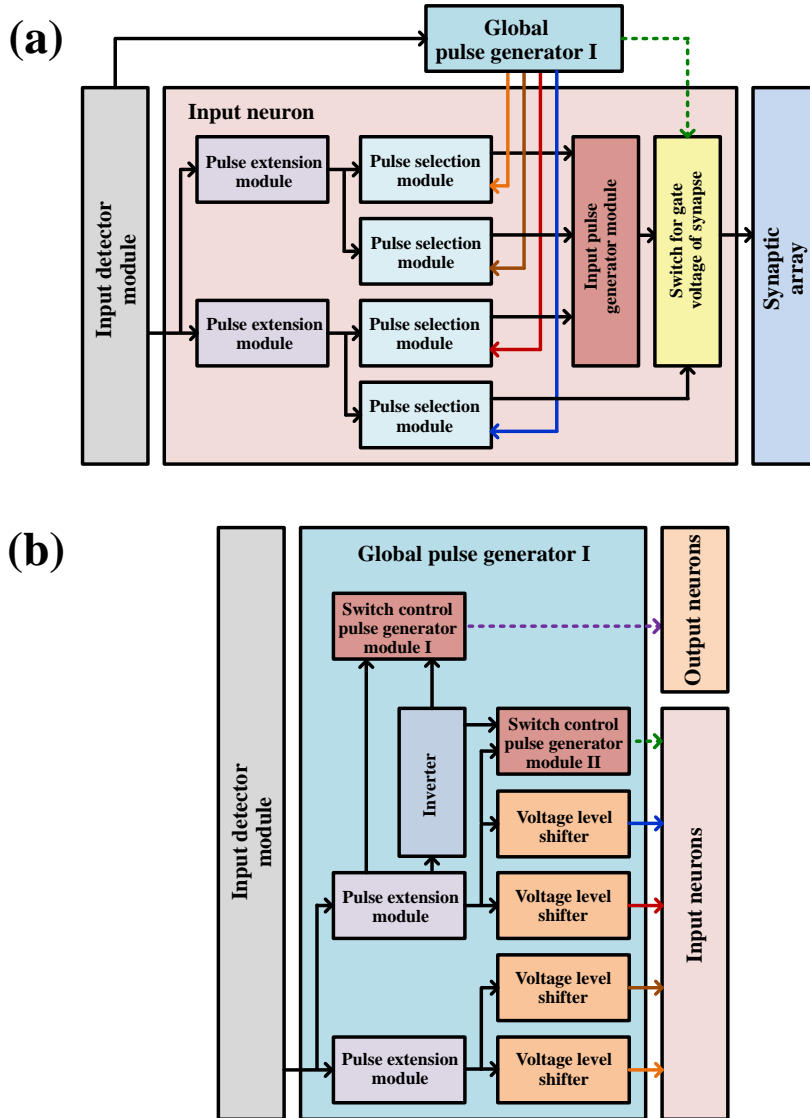 (a)
Global
pulse generator I
Input detector
module
Input neuron
Pulse extension
module
Pulse selection
module
Pulse selection
module
Pulse extension
module
Pulse selection
module
Pulse selection
module
Input pulse
generator module
Switch for gate
voltage of synapse
Synaptic
array
(b)
Input detector
module
Global pulse generator I
Switch control
pulse generator
module I
Output neurons
Inverter
Switch control
pulse generator
module II
Voltage level
shifter
Pulse extension
module
Voltage level
shifter
Voltage level
shifter
Pulse extension
module
Voltage level
shifter
Input neurons